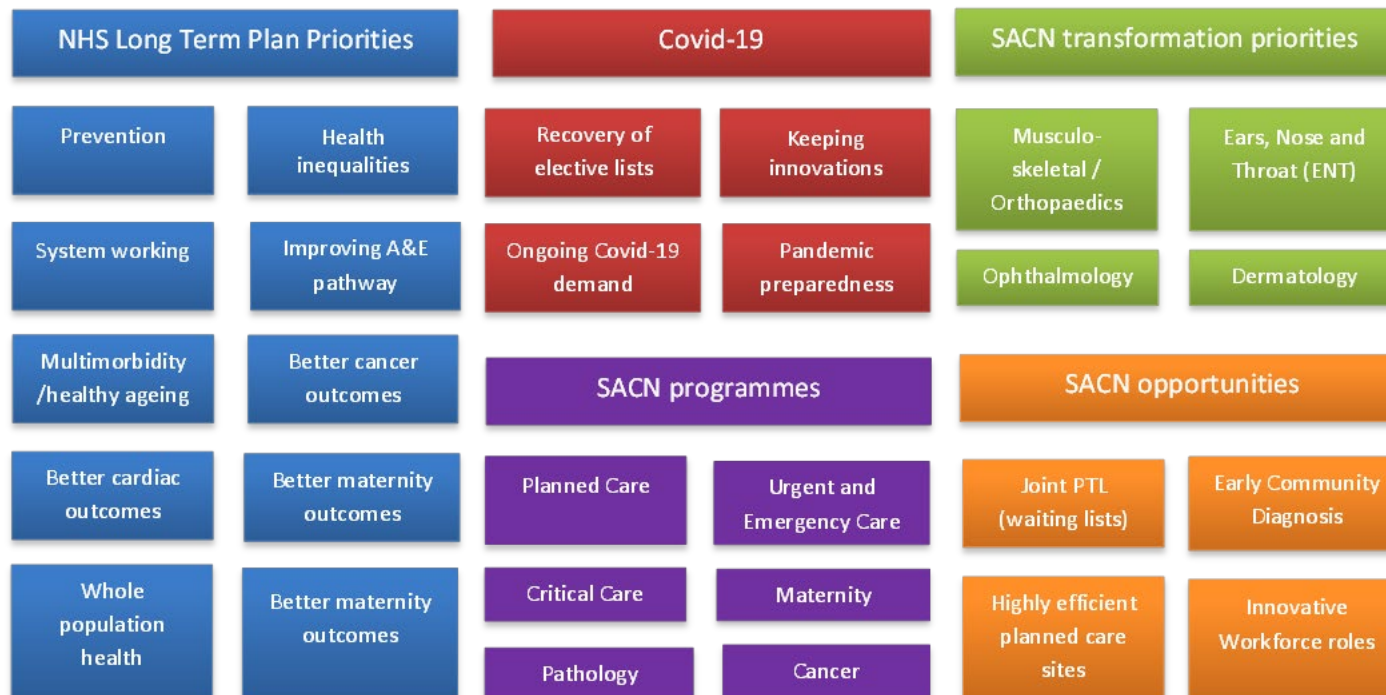 NHS Long Term Plan Priorities
Prevention
Health
inequalities
System working
Improving A&E
pathway
Multimorbidity
/healthy ageing
Better cancer
outcomes
Better cardiac
outcomes
Better maternity
outcomes
Whole
population
health
Better maternity
outcomes
Covid-19
Recovery of
elective lists
Keeping
innovations
Ongoing Covid-19
demand
Pandemic
preparedness
SACN programmes
Planned Care
Urgent and
Emergency Care
Critical Care
Maternity
Pathology
Cancer
SACN transformation priorities
Musculo-
skeletal /
Orthopaedics
Ears, Nose and
Throat (ENT)
Ophthalmology
Dermatology
SACN opportunities
Joint PTL
(waiting lists)
Early Community
Diagnosis
Highly efficient
planned care
sites
Innovative
Workforce roles